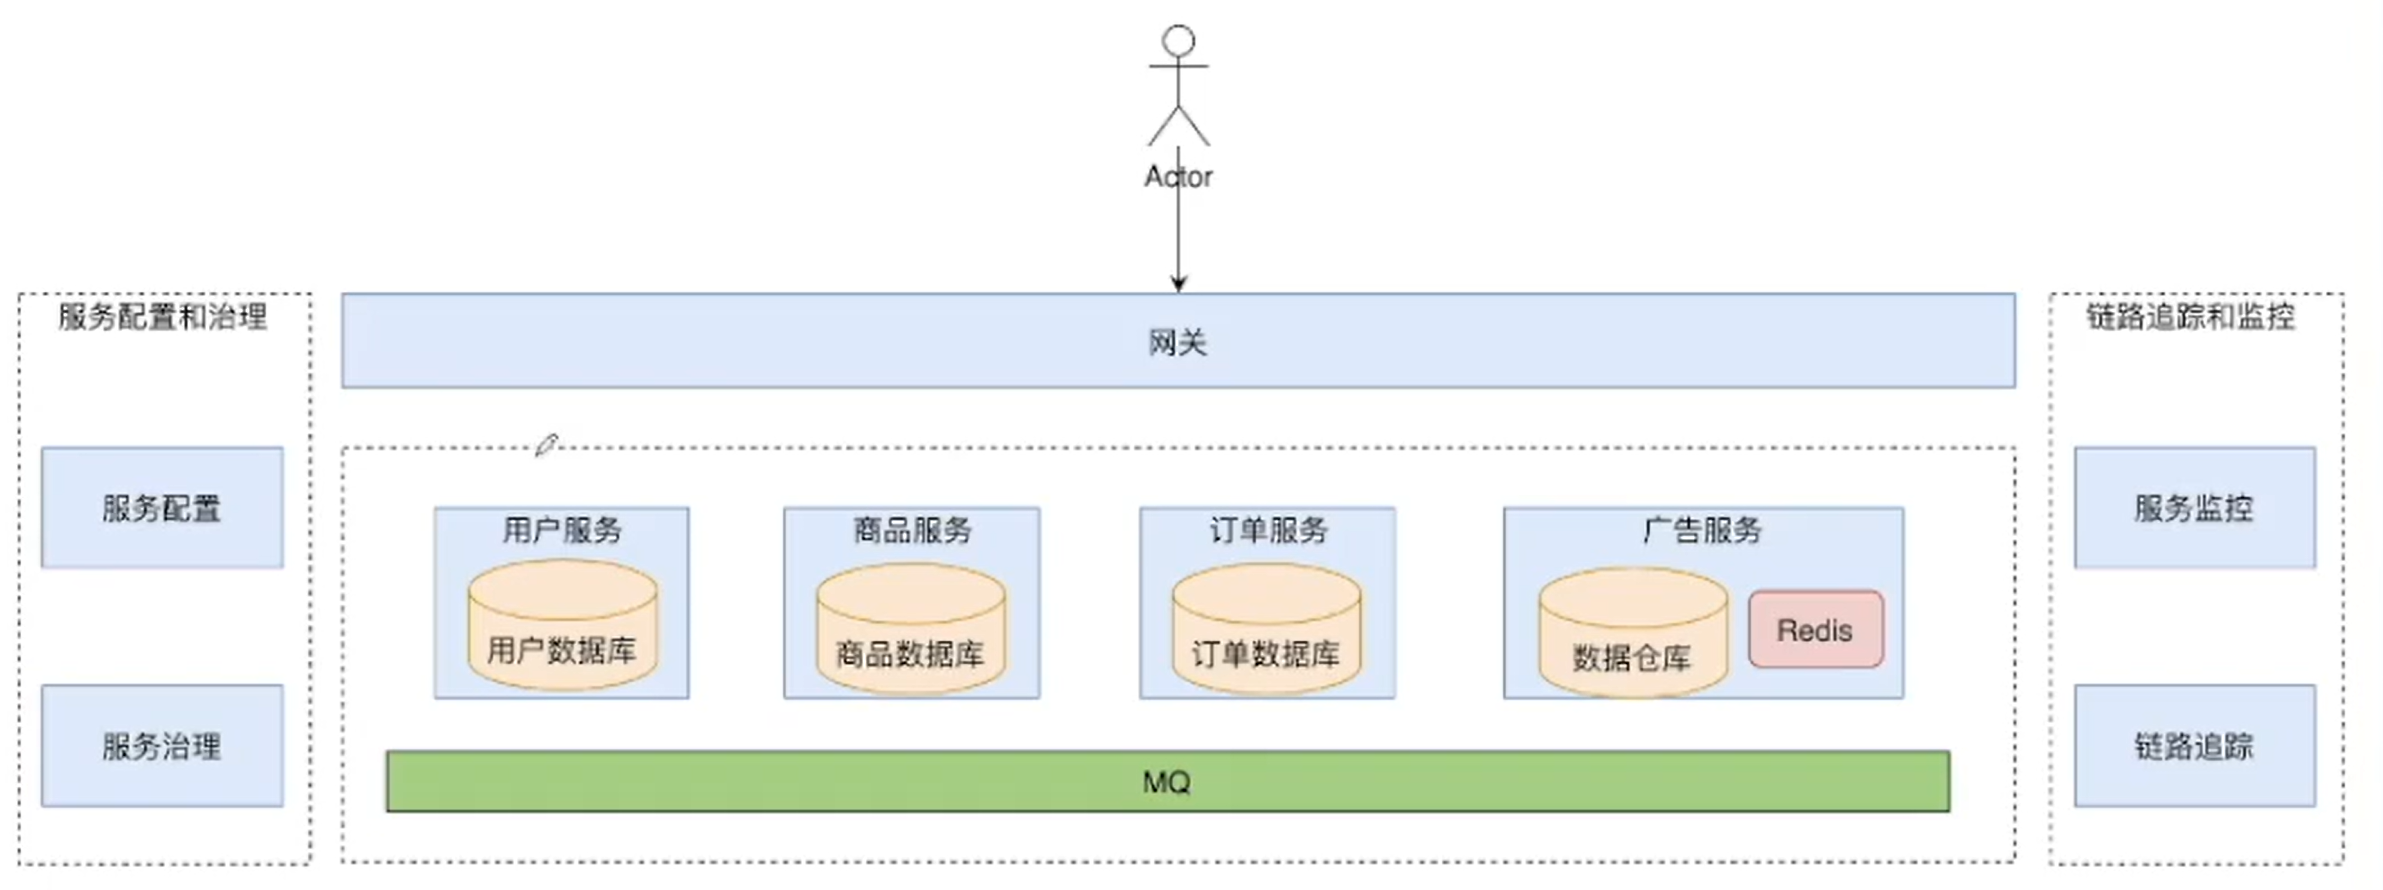 Actor
服务配置和治理
网关
链路追踪和监控
服务配置
服务治理
用户服务
用户数据库
商品服务
商品数据库
订单服务
订单数据库
广告服务
数据仓库
Redis
MQ
服务监控
链路追踪